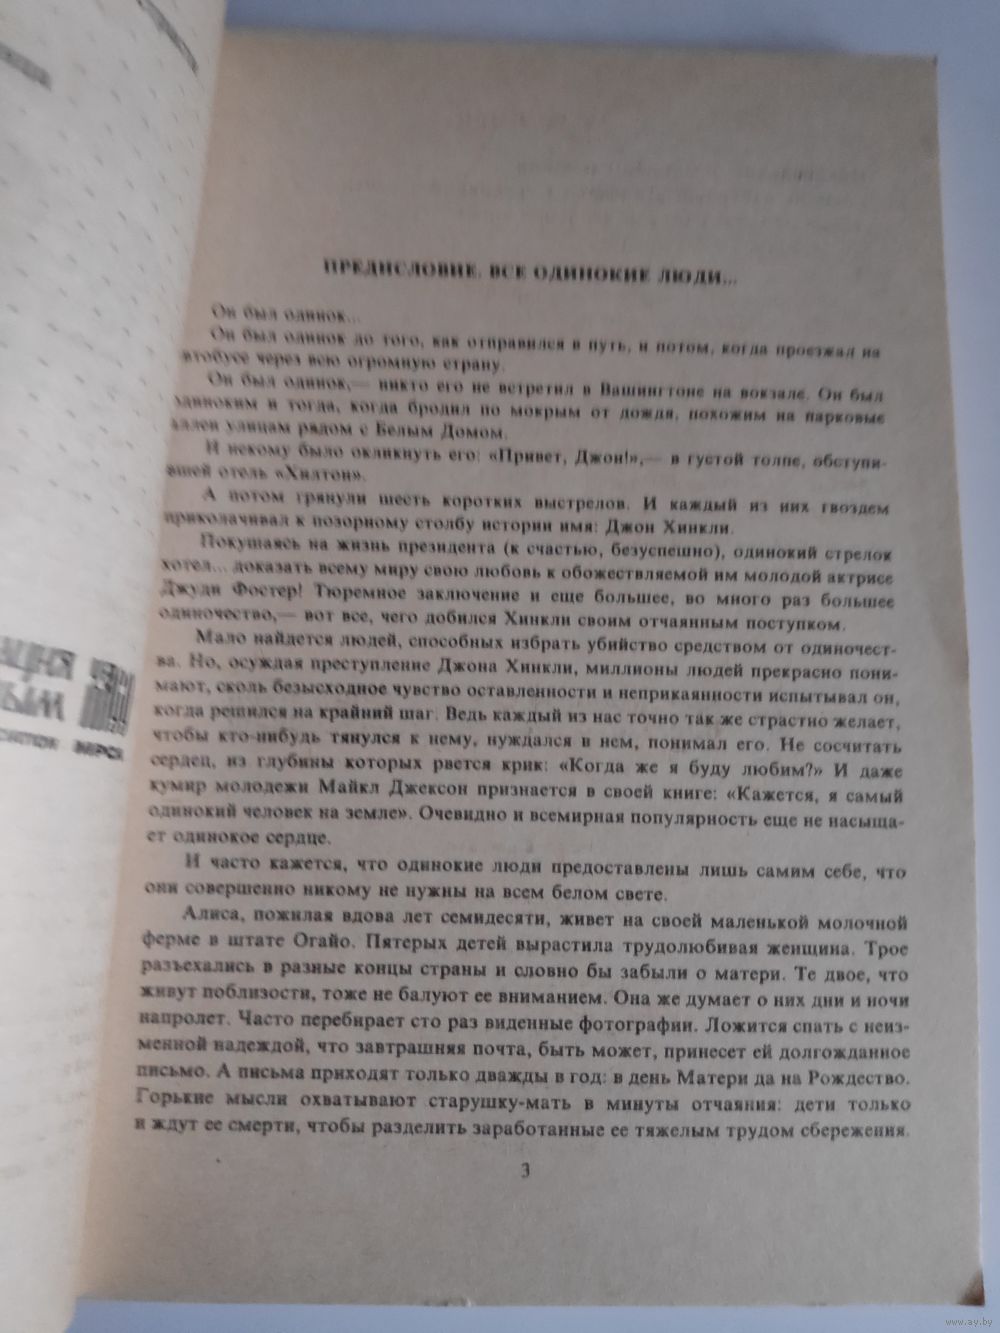 ПРЕДИСЛОВИЕ. ВСЕ ОДИНОКИЕ ЛЮДИ...
Он был одинок...
Он был одинок до того, как отправился в путь, и потом, когда проезжал на
втобусе через всю огромную страну.
Он был одинок,— никто его не встретил в Вашингтоне на вокзале. Он был
одиноким и тогда, когда бродил по мокрым от дождя, похожим на парковые
аллеи улицам рядом с Белым Домом.
И некому было окликнуть его: «Привет, Джон!»,— в густой толпе, обступи-
вшей отель «Хилтон».
А потом грянули шесть коротких выстрелов. И каждый из них гвоздем
приколачивал к позорному столбу истории имя: Джон Хинкли.
Покушаясь на жизнь президента (к счастью, безуспешно), одинокий стрелок
хотел... доказать всему миру свою любовь к обожествляемой им молодой актрисе
Джуди Фостер! Тюремное заключение и еще большее, во много раз большее
одиночество,— вот все, чего добился Хинкли своим отчаянным поступком.
Мало найдется людей, способных избрать убийство средством от одиночест-
ва. Но, осуждая преступление Джона Хинкли, миллионы людей прекрасно пони-
мают, сколь безысходное чувство оставленности и неприкаянности испытывал он,
когда решился на крайний шаг. Ведь каждый из нас точно так же страстно желает,
чтобы кто-нибудь тянулся к нему, нуждался в нем, понимал его. Не сосчитать
сердец, из глубины которых рвется крик: «Когда же я буду любим?» И даже
кумир молодежи Майкл Джексон признается в своей книге: «Кажется, я самый
одинокий человек на земле». Очевидно и всемирная популярность еще не насыща-
ет одинокое сердце.
И часто кажется, что одинокие люди предоставлены лишь самим себе, что
они совершенно никому не нужны на всем белом свете.
Алиса, пожилая вдова лет семидесяти, живет на своей маленькой молочной
ферме в штате Огайо. Пятерых детей вырастила трудолюбивая женщина. Трое
разъехались в разные концы страны и словно бы забыли о матери. Те двое, что
живут поблизости, тоже не балуют ее вниманием. Она же думает о них дни и ночи
напролет. Часто перебирает сто раз виденные фотографии. Ложится спать с неиз-
менной надеждой, что завтрашняя почта, быть может, принесет ей долгожданное
письмо. А письма приходят только дважды в год: в день Матери да на Рождество.
Горькие мысли охватывают старушку-мать в минуты отчаяния: дети только
и ждут ее смерти, чтобы разделить заработанные ее тяжелым трудом сбережения.
3
www.ay.by